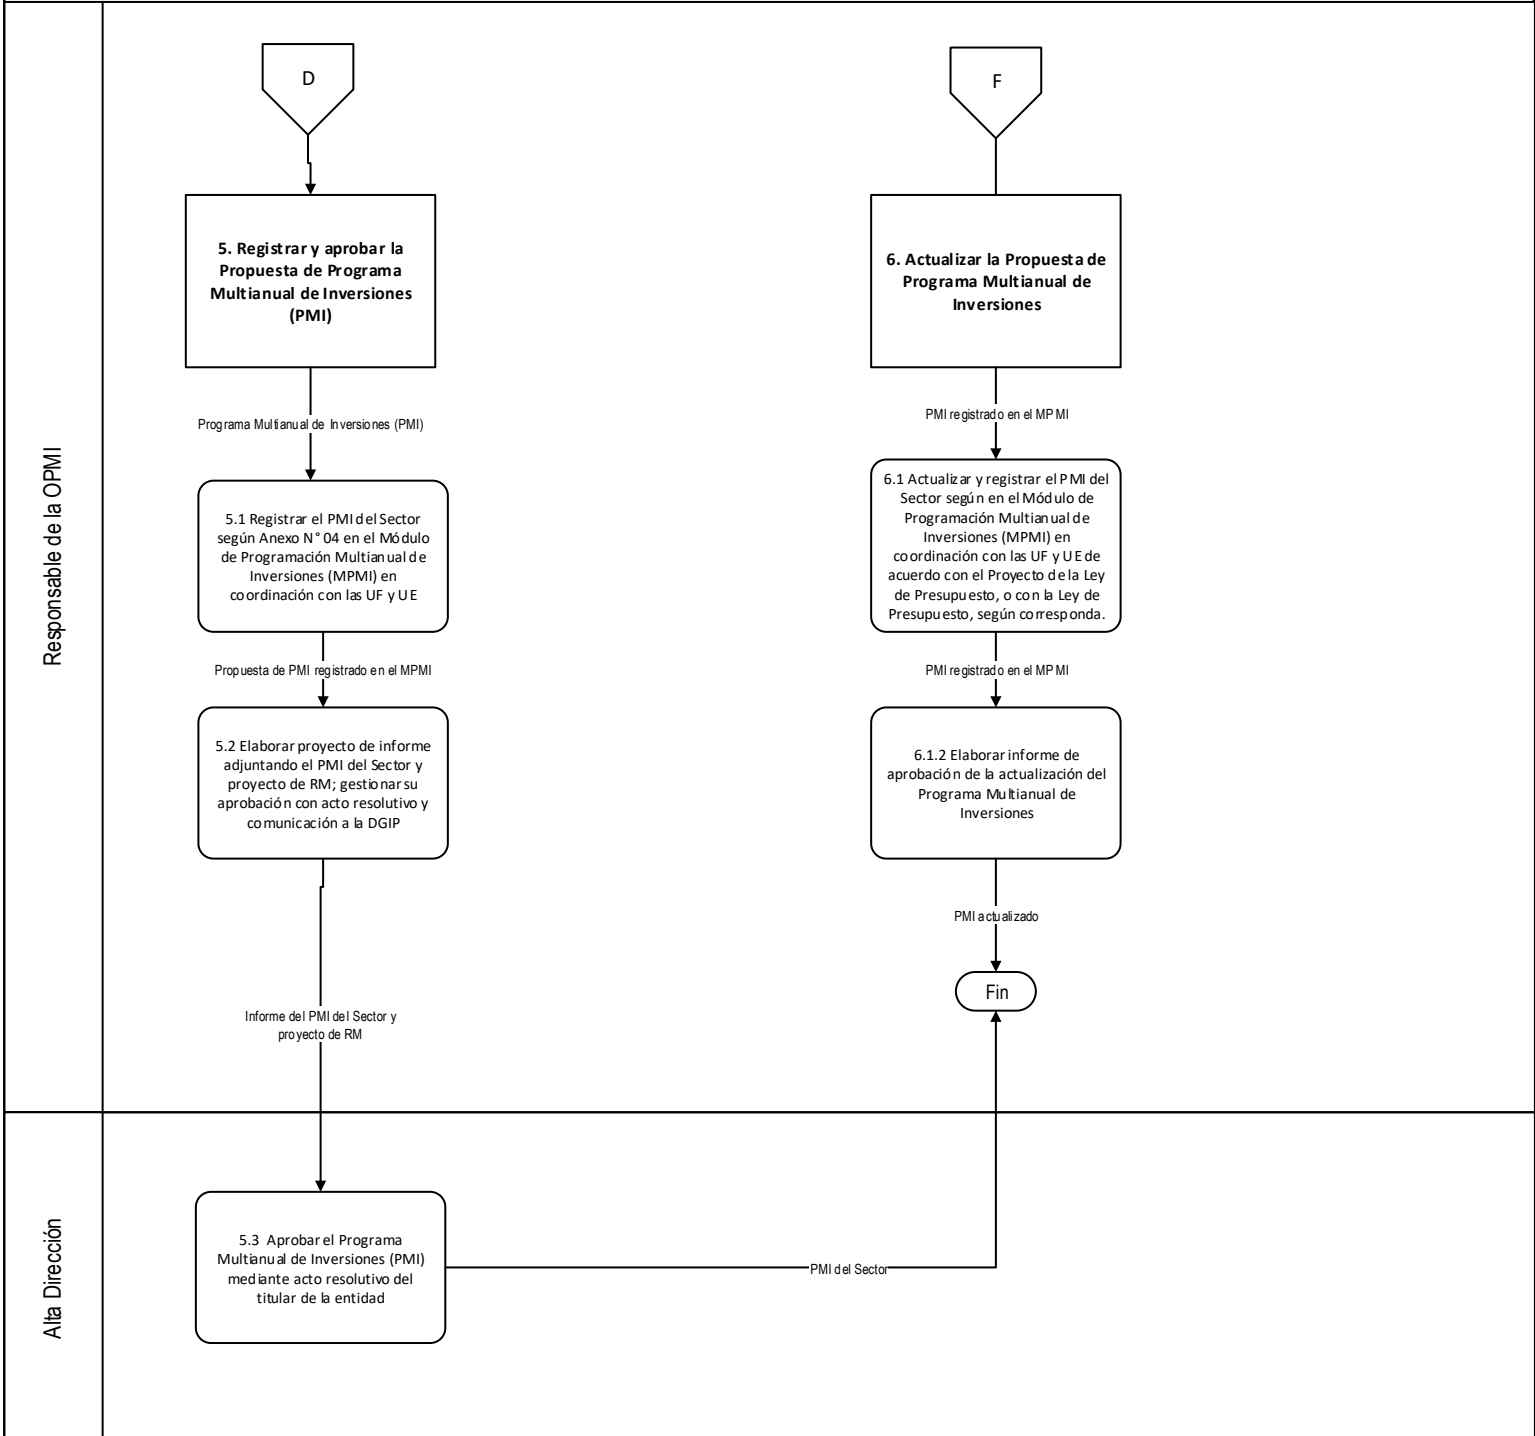 Responsable de la OPMI
D
5. Registrar y aprobar la
Propuesta de Programa
Multianual de Inversiones
(PMI)
Programa Multianual de Inversiones (PMI)
5.1 Registrar el PMI del Sector
según Anexo N° 04 en el Módulo
de Programación Multianual de
Inversiones (MPMI) en
coordinación con las UF y UE
Propuesta de PMI registrado en el MPMI
5.2 Elaborar proyecto de informe
adjuntando el PMI del Sector y
proyecto de RM; gestionar su
aprobación con acto resolutivo y
comunicación a la DGIP
Informe del PMI del Sector y
proyecto de RM
F
6. Actualizar la Propuesta de
Programa Multianual de
Inversiones
PMI registrado en el MPMI
6.1 Actualizar y registrar el PMI del
Sector según en el Módulo de
Programación Multianual de
Inversiones (MPMI) en
coordinación con las UF y UE de
acuerdo con el Proyecto de la Ley
de Presupuesto, o con la Ley de
Presupuesto, según corresponda.
PMI registrado en el MPMI
6.1.2 Elaborar informe de
aprobación de la actualización del
Programa Multianual de
Inversiones
PMI actualizado
Fin
Alta Dirección
5.3 Aprobar el Programa
Multianual de Inversiones (PMI)
mediante acto resolutivo del
titular de la entidad
PMI del Sector